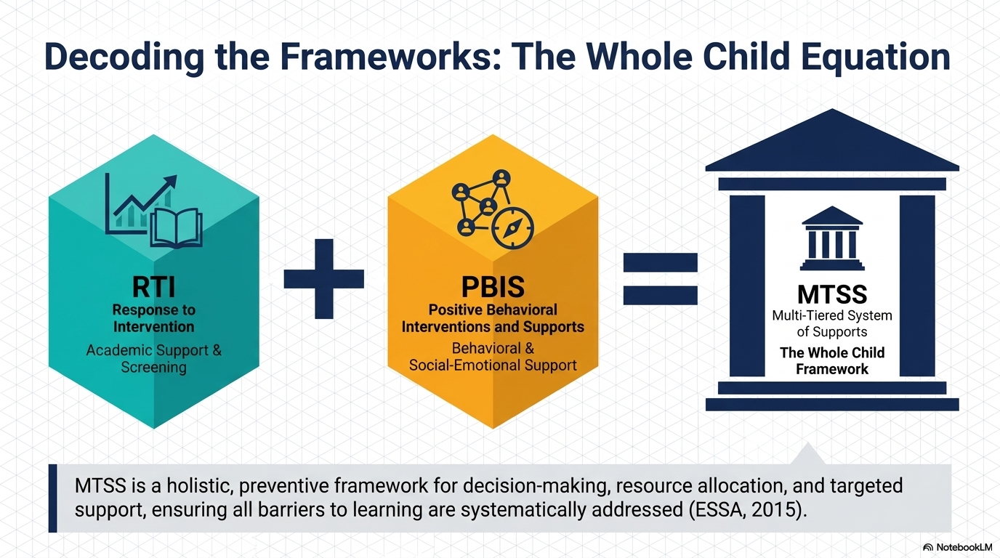 Decoding the Frameworks: The Whole Child Equation
RTI
Response to
Intervention
Academic Support &
Screening
PBIS
Positive Behavioral
Interventions and Supports
Behavioral &
Social-Emotional Support
MTSS
Multi-Tiered System
of Supports
The Whole Child
Framework
MTSS is a holistic, preventive framework for decision-making, resource allocation, and targeted
support, ensuring all barriers to learning are systematically addressed (ESSA, 2015).
NotebookLM